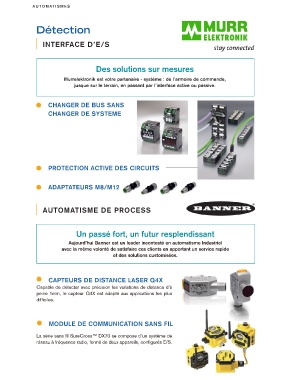 AUTOMATISMES
Détection
MURR
ELEKTRONIK
stay connected
INTERFACE D'E/S
Des solutions sur mesures
Murrelektronik est votre partenaire - système : de l'armoire de commande,
jusque sur le terrain, en passant par l'interface active ou passive.
CHANGER DE BUS SANS
CHANGER DE SYSTEME
PROTECTION ACTIVE DES CIRCUITS
ADAPTATEURS M8/M12
AUTOMATISME DE PROCESS
BANNER
Un passé fort, un futur resplendissant
Aujourd'hui Banner est un leader incontesté en automatisme industriel
avec la même volonté de satisfaire ces clients en apportant un service rapide
et des solutions customisées.
CAPTEURS DE DISTANCE LASER Q4X
Capable de détecter avec précision les variations de distance d'à
peine 1mm, le capteur Q4X est adapté aux applications les plus
difficiles.
MODULE DE COMMUNICATION SANS FIL
La série sans fil SureCross™ DX70 se compose d'un système de
réseau à fréquence radio, formé de deux appareils, configurés E/S.